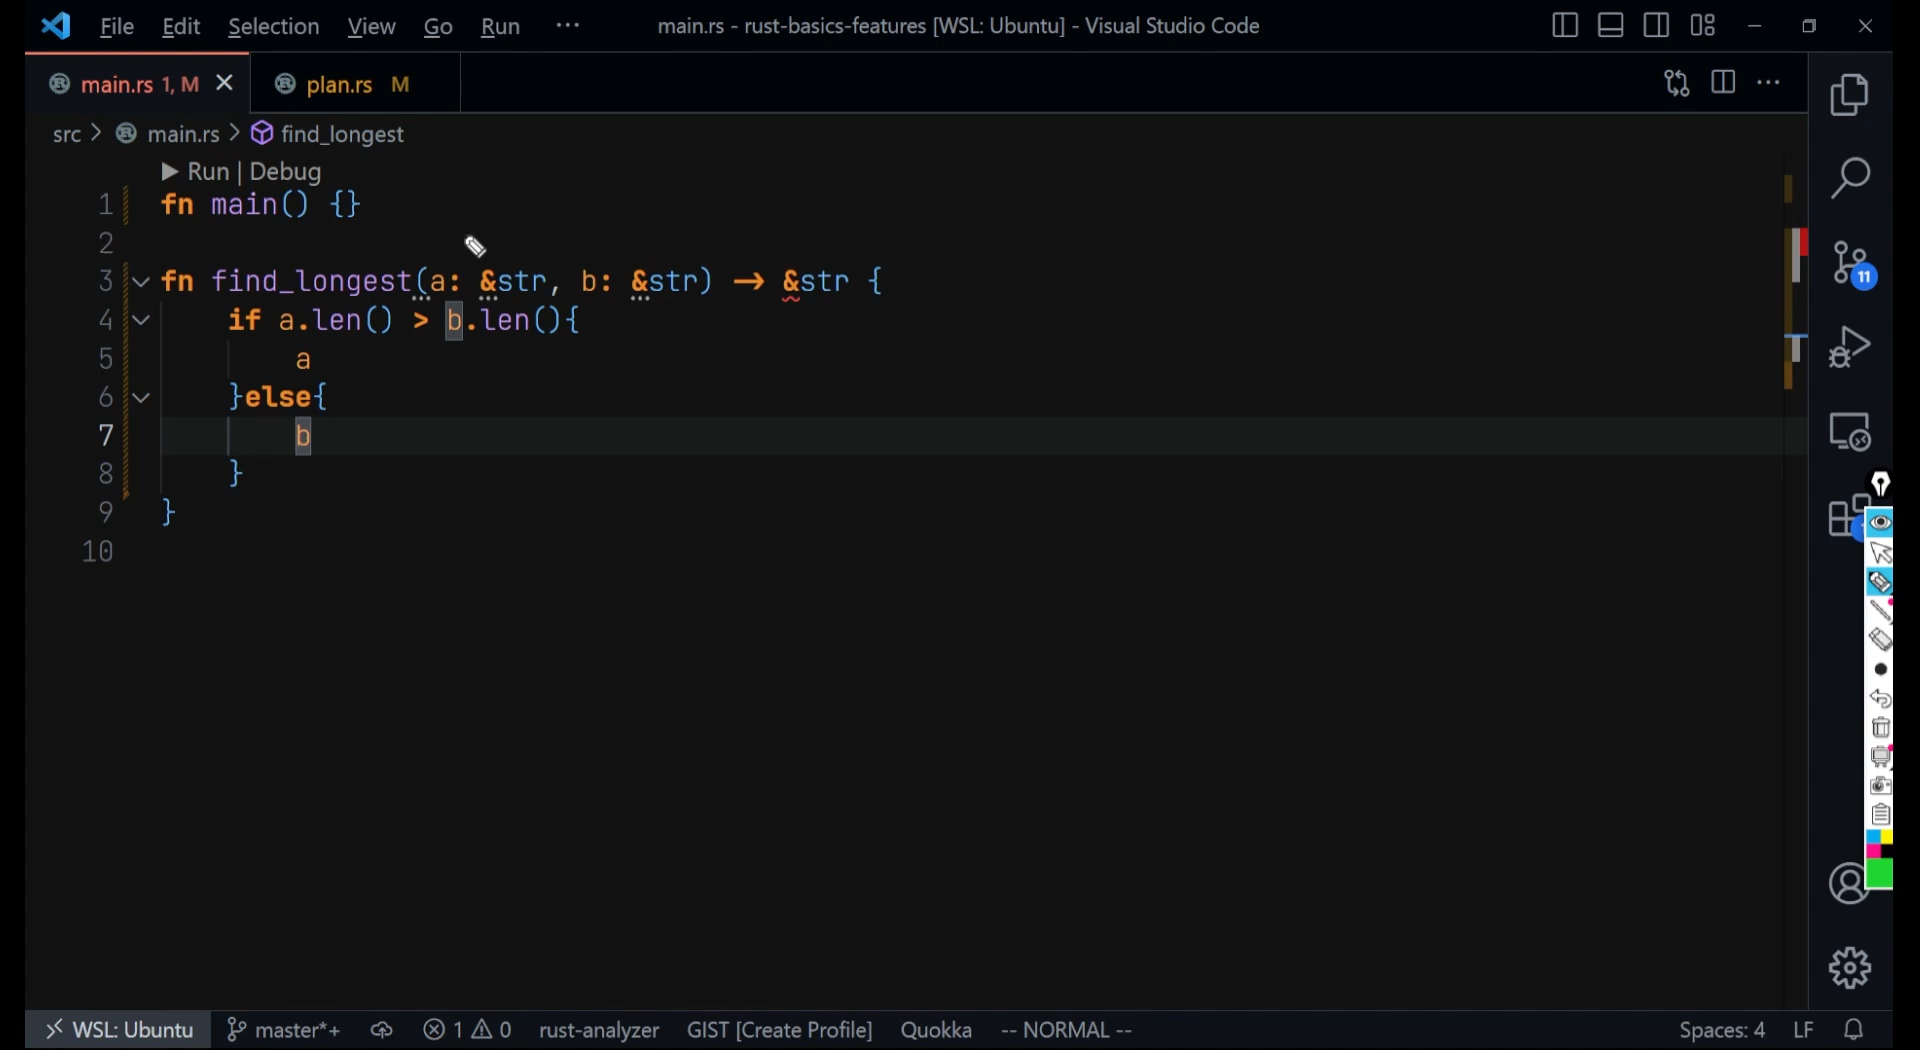 File Edit Selection View Go Run ··· main.rs - rust-basics-features [WSL: Ubuntu] - Visual Studio Code
main.rs 1, M plan.rs M
src > main.rs > find_longest
Run | Debug
1 fn main() {}
2
3 fn find_longest(a: &str, b: &str) → &str {
4 if a.len() > b.len(){
5 a
6 }else{
7 b
8 }
9 }
10
11
WSL: Ubuntu master*+ 1 0 rust-analyzer GIST [Create Profile] Quokka -- NORMAL -- Spaces: 4 LF